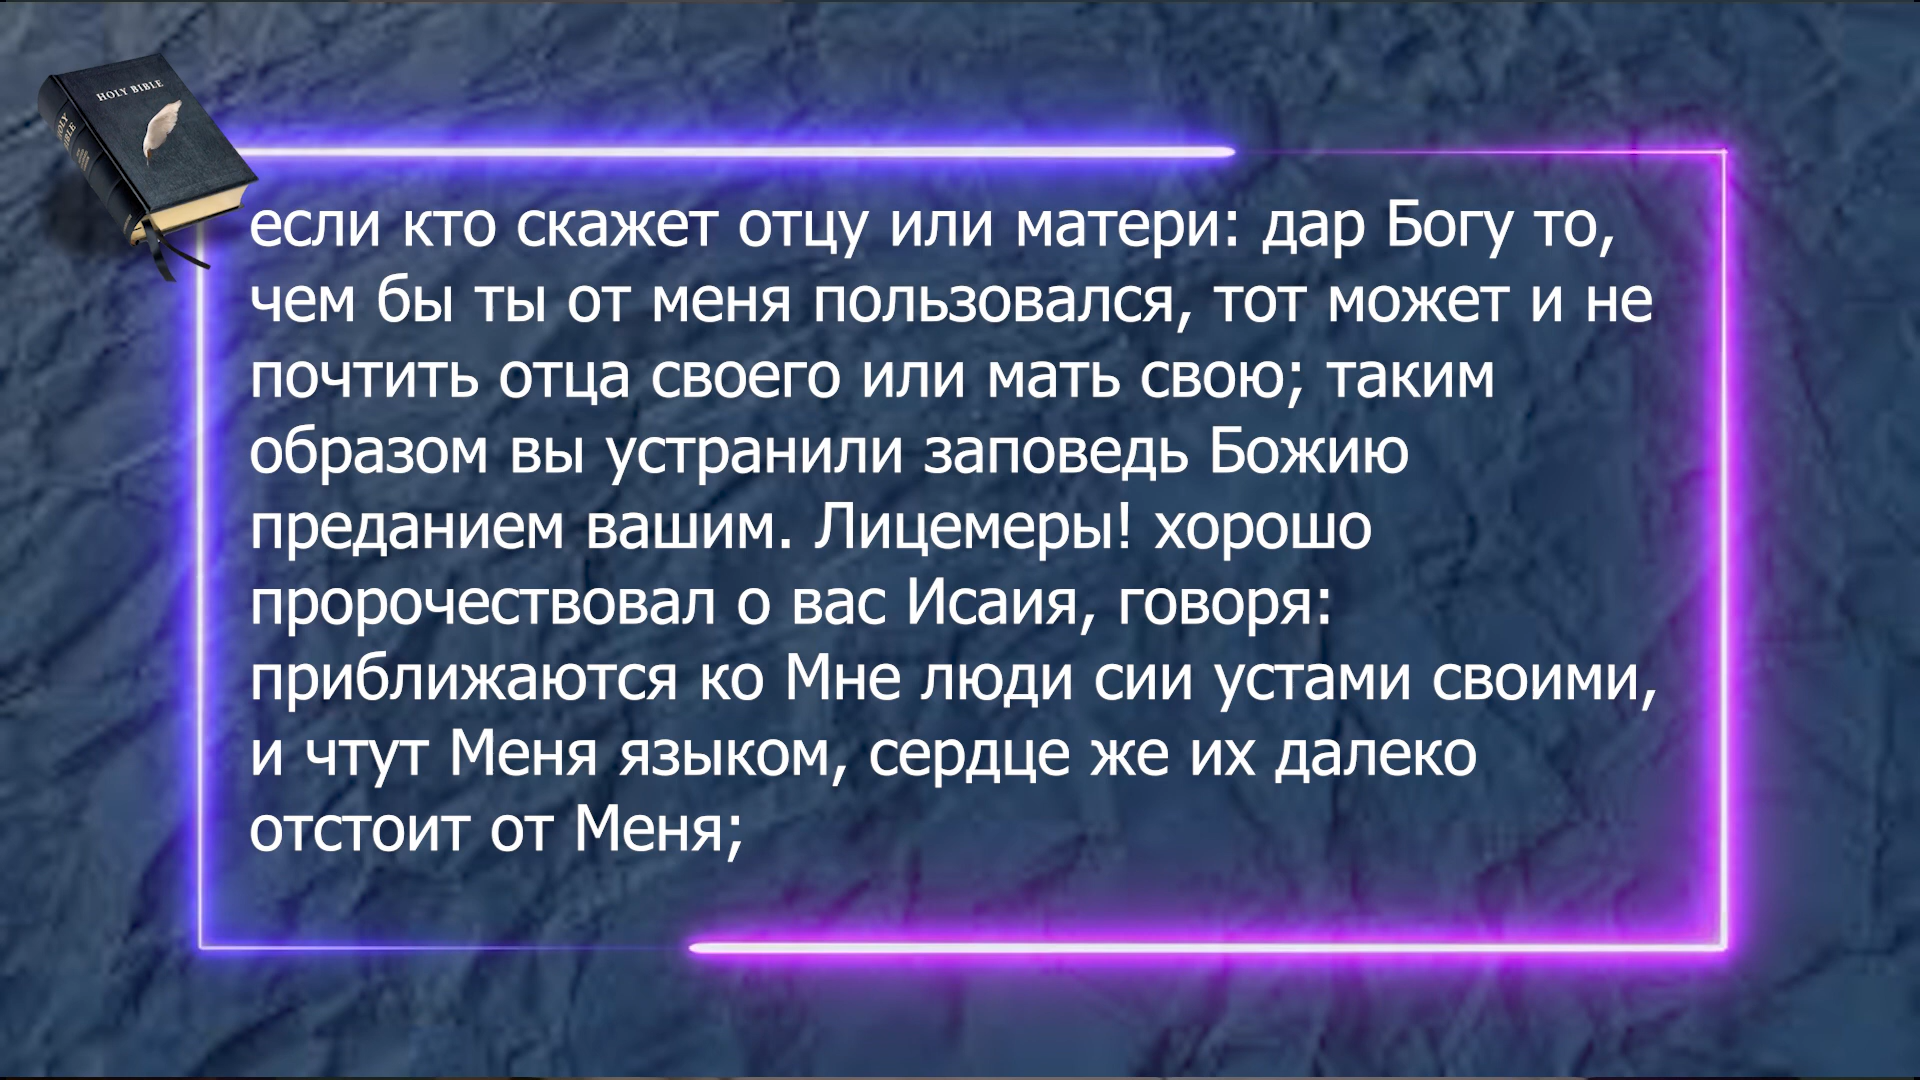 HOLY BIBLE
если кто скажет отцу или матери: дар Богу то,
чем бы ты от меня пользовался, тот может и не
почтить отца своего или мать свою; таким
образом вы устранили заповедь Божию
преданием вашим. Лицемеры! хорошо
пророчествовал о вас Исаия, говоря:
приближаются ко Мне люди сии устами своими,
и чтут Меня языком, сердце же их далеко
отстоит от Меня;